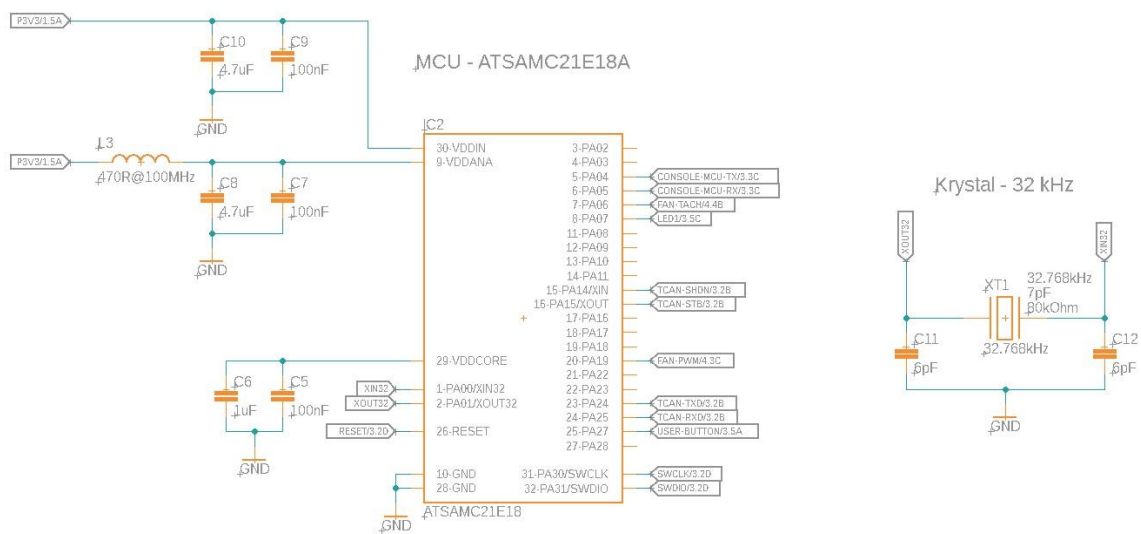 P3V3/1.5A
C10
4.7uF
C9
100nF
GND
MCU - ATSAMC21E18A
P3V3/1.5A
L3
470R@100MHz
C8
4.7uF
C7
100nF
GND
IC2
30-VDDIN
9-VDDANA
29-VDDCORE
1-PA00/XIN32
2-PA01/XOUT32
26-RESET
10-GND
28-GND
3-PA02
4-PA03
5-PA04
6-PA05
7-PA06
8-PA07
11-PA08
12-PA09
13-PA10
14-PA11
15-PA14/XIN
16-PA15/XOUT
17-PA16
18-PA17
19-PA18
20-PA19
21-PA22
22-PA23
23-PA24
24-PA25
25-PA27
27-PA28
31-PA30/SWCLK
32-PA31/SWDIO
ATSAMC21E18
CONSOLE-MCU-TX/3.3C
CONSOLE-MCU-RX/3.3C
FAN-TACH/4.4B
LED1/3.5C
TCAN-SHDN/3.2B
TCAN-STB/3.2B
FAN-PWM/4.3C
TCAN-TXD/3.2B
TCAN-RXD/3.2B
USER-BUTTON/3.5A
SWCLK/3.2D
SWDIO/3.2D
C6
1uF
C5
100nF
GND
XIN32
XOUT32
RESET/3.2D
GND
Krystal - 32 kHz
XOUT32
XIN32
XT1
32.768kHz
7pF
80kOhm
32.768kHz
C11
6pF
C12
6pF
GND